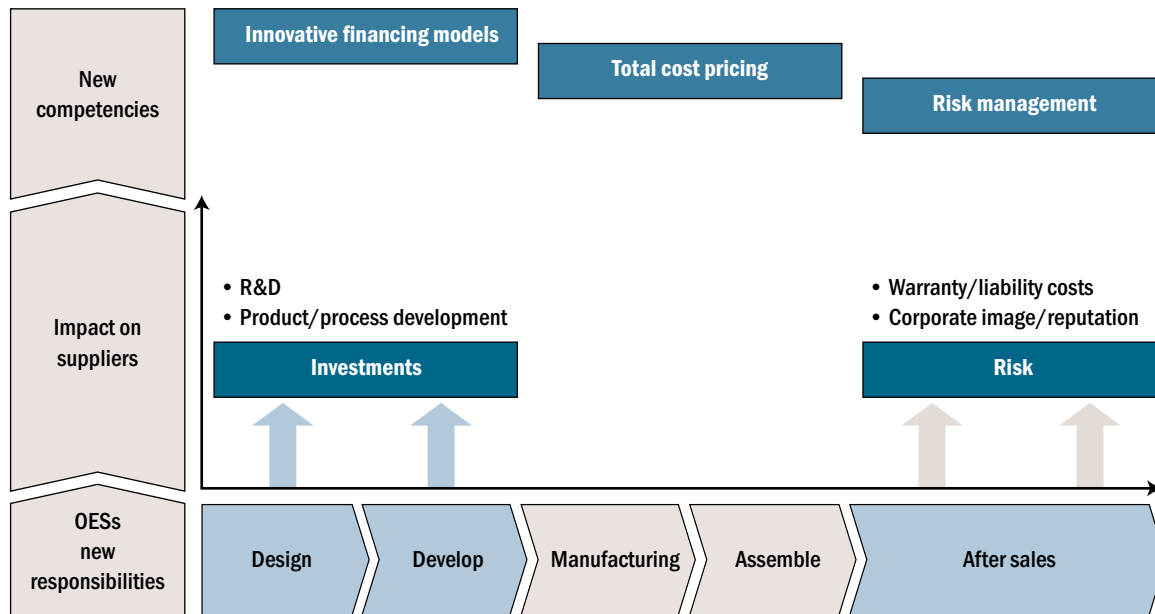 New
competencies
Innovative financing models
Total cost pricing
Risk management
Impact on
suppliers
• R&D
• Product/process development
Investments
• Warranty/liability costs
• Corporate image/reputation
Risk
OESs
new
responsibilities
Design
Develop
Manufacturing
Assemble
After sales